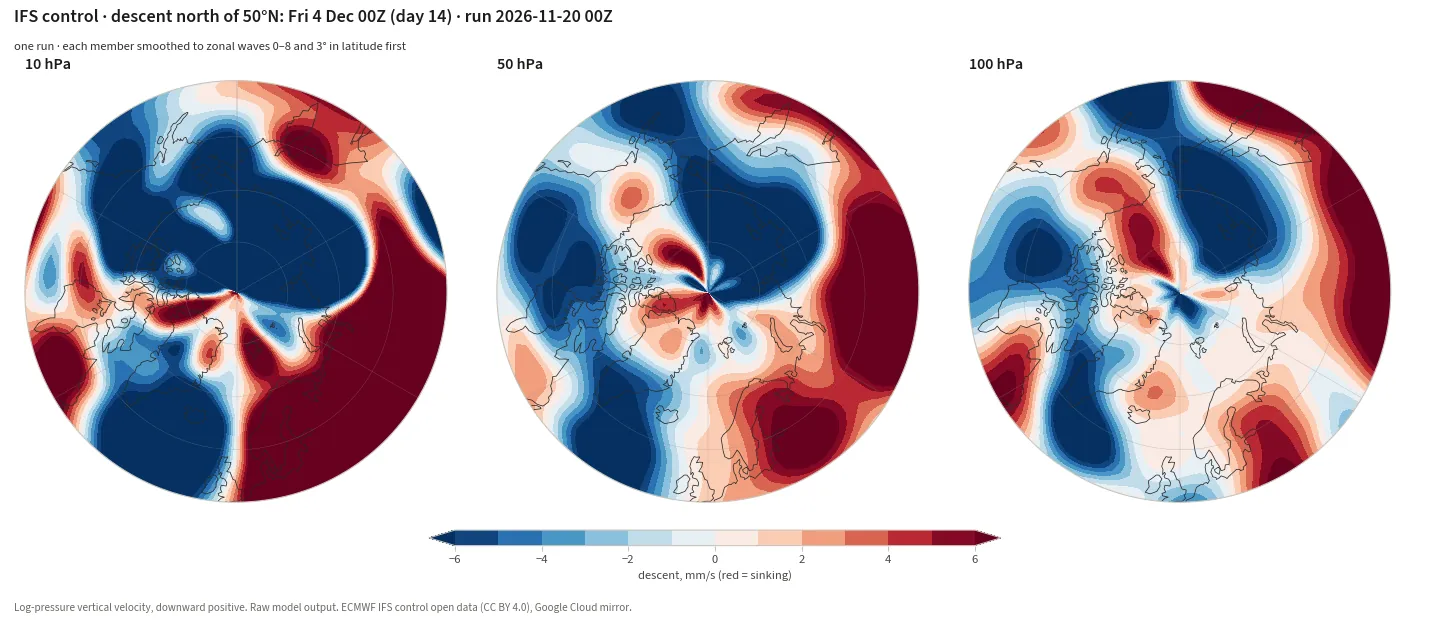 IFS control · descent north of 50°N: Fri 4 Dec 00Z (day 14) · run 2026-11-20 00Z
one run · each member smoothed to zonal waves 0–8 and 3° in latitude first
10 hPa
50 hPa
100 hPa
−6 −4 −2 0 2 4 6
descent, mm/s (red = sinking)
Log-pressure vertical velocity, downward positive. Raw model output. ECMWF IFS control open data (CC BY 4.0), Google Cloud mirror.